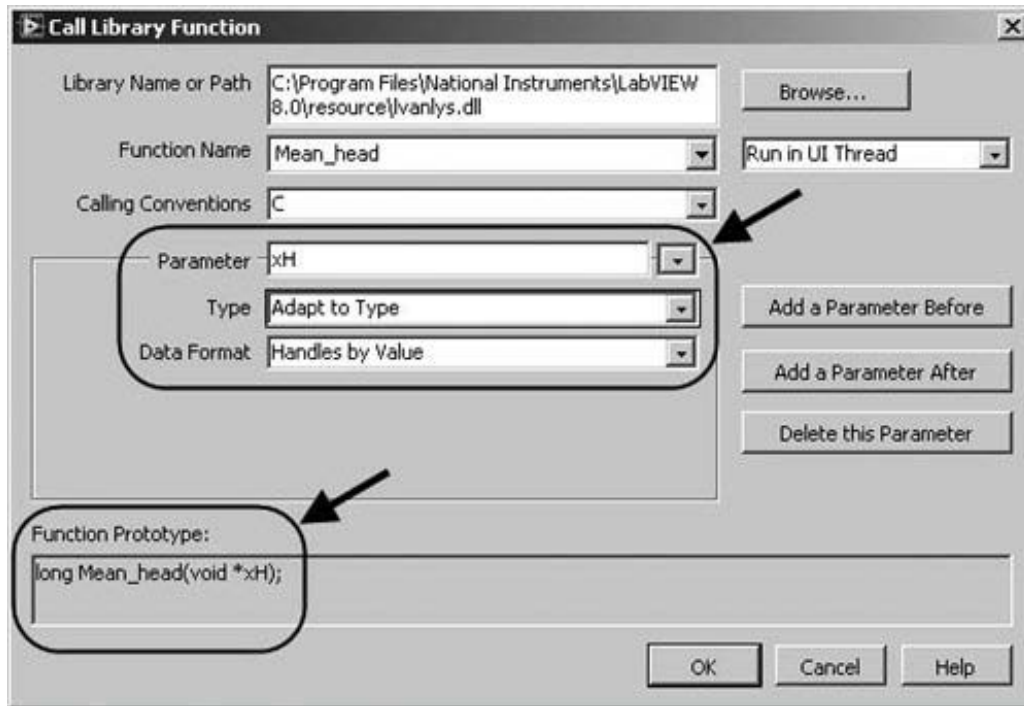 Call Library Function
Library Name or Path
C:\Program Files\National Instruments\LabVIEW
8.0\resource\lvanlys.dll
Browse...
Function Name
Mean_head
Run in UI Thread
Calling Conventions
C
Parameter
xH
Type
Adapt to Type
Add a Parameter Before
Data Format
Handles by Value
Add a Parameter After
Delete this Parameter
Function Prototype:
long Mean_head(void *xH);
OK
Cancel
Help